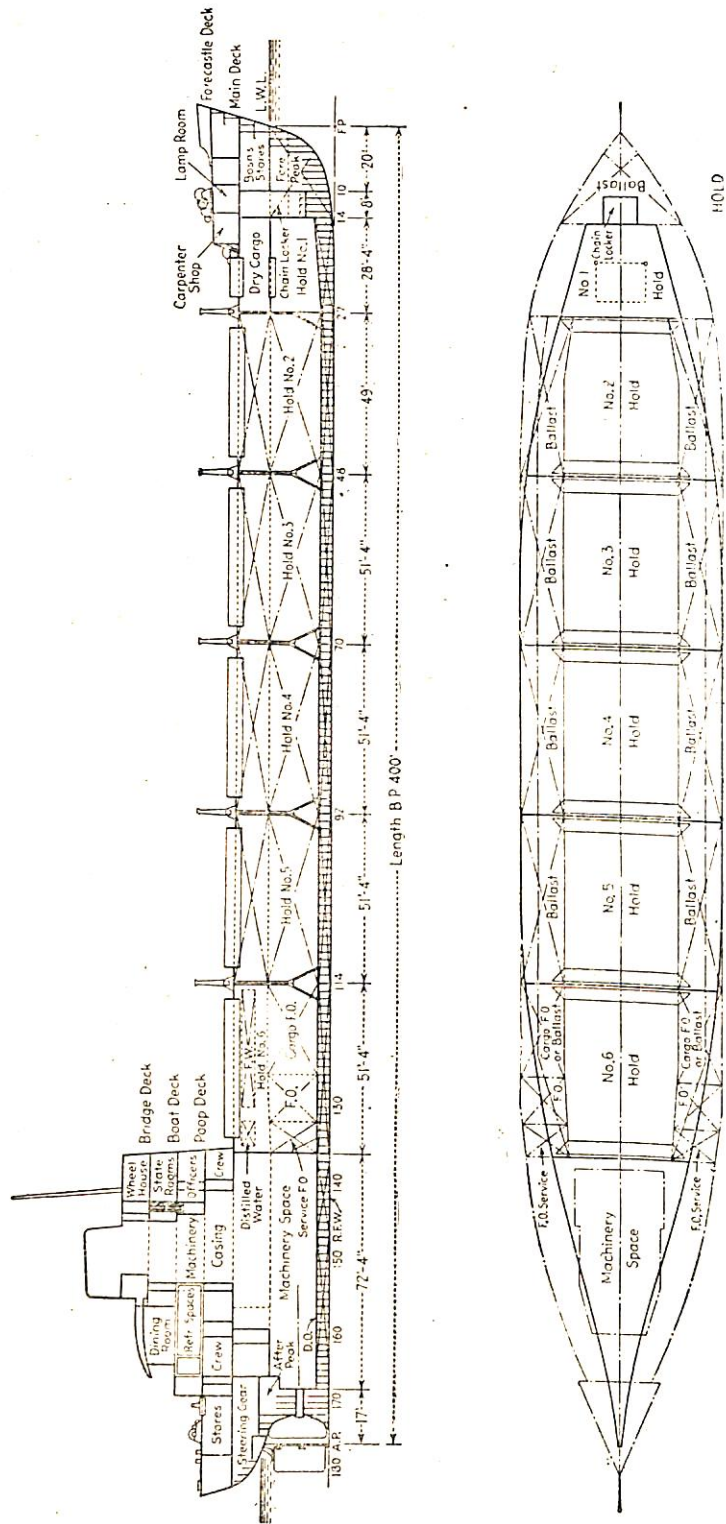 Forecastle Deck
Main Deck
L.W.L.
Lamp Room
Carpenter
Shop
Bosn's
Stores
Fore
Peak
Dry Cargo
Chain Locker
Hold No.1
Hold No.2
Hold No.3
Hold No.4
Hold No.5
F.W.
Hold No.6
Cargo F.O.
F.O.
Bridge Deck
Boat Deck
Poop Deck
Wheel
House
State
Rooms
Officers
Crew
Distilled
Water
Service F.O.
Machinery
Casing
Machinery Space
Dining
Room
Refr. Spaces
Crew
After
Peak
D.O.
R.F.W.
Stores
Steering Gear
180 A.P. 170 160 150 140 130 114 97 70 48 27 14 10 FP
17' 72'-4" 51'-4" 51'-4" 51'-4" 51'-4" 49' 28'-4" 8' 20'
Length B P 400'
Ballast
Chain
Locker
No 1
Hold
Ballast
No.2
Hold
Ballast
Ballast
No.3
Hold
Ballast
Ballast
No.4
Hold
Ballast
Ballast
No.5
Hold
Ballast
Cargo F.O.
or Ballast
F.O.
No.6
Hold
Cargo F.O.
or Ballast
F.O.
F.O. Service
F.O. Service
Machinery
Space
HOLD